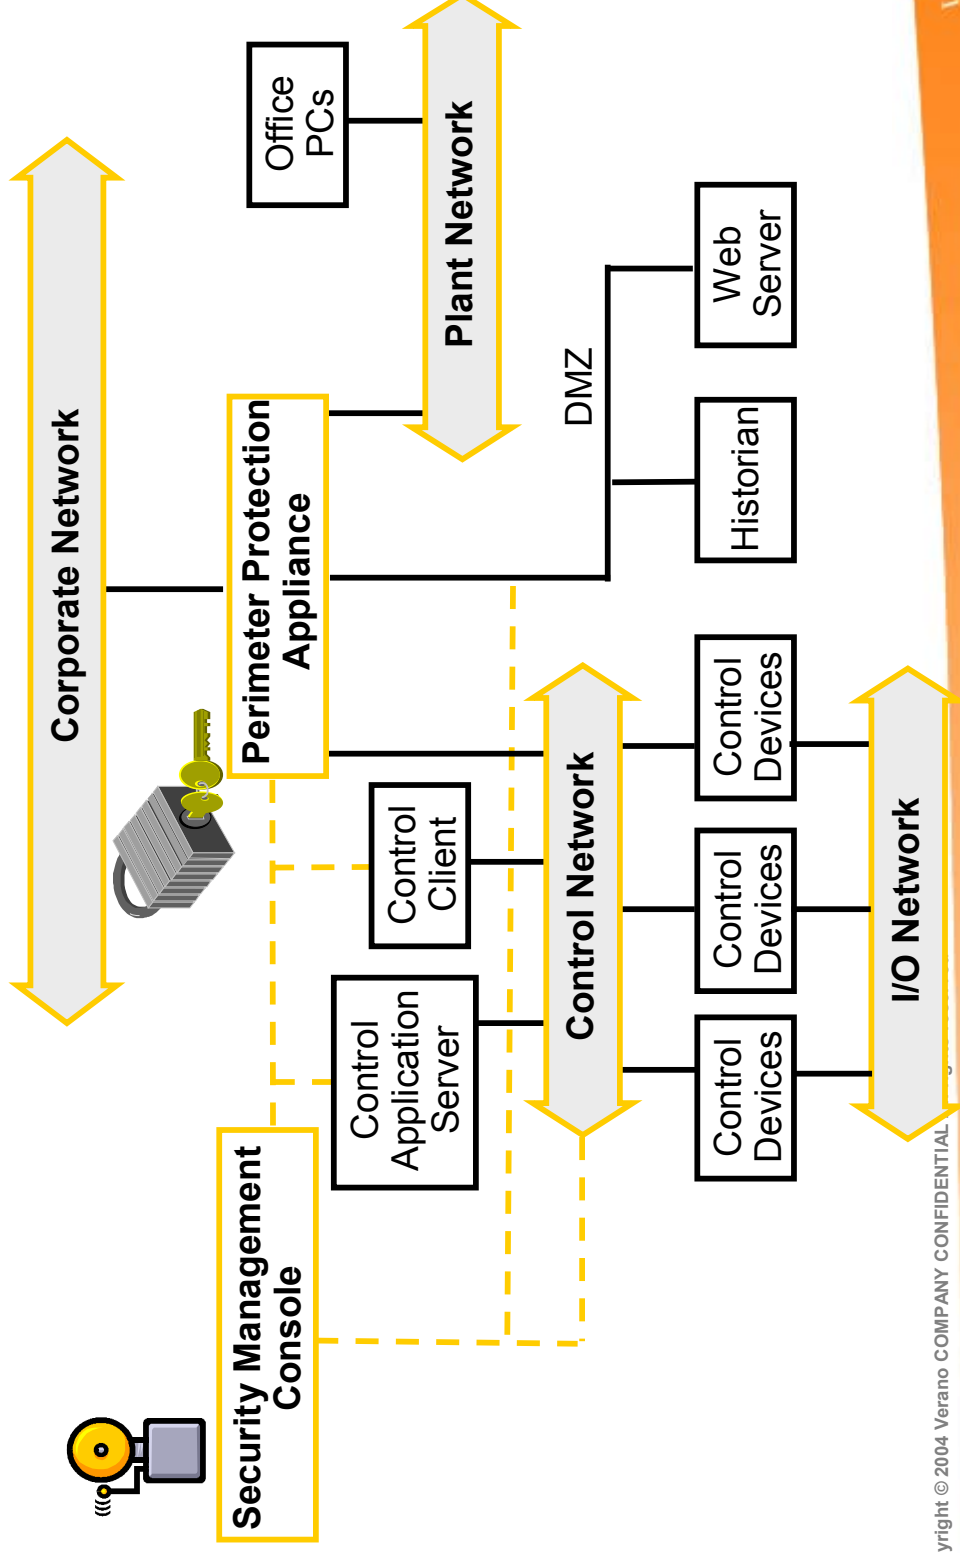 Corporate Network
Security Management
Console
Perimeter Protection
Appliance
Office
PCs
Control
Application
Server
Control
Client
Plant Network
DMZ
Control Network
Control
Devices
Control
Devices
Control
Devices
Historian
Web
Server
I/O Network
yright © 2004 Verano COMPANY CONFIDENTIAL